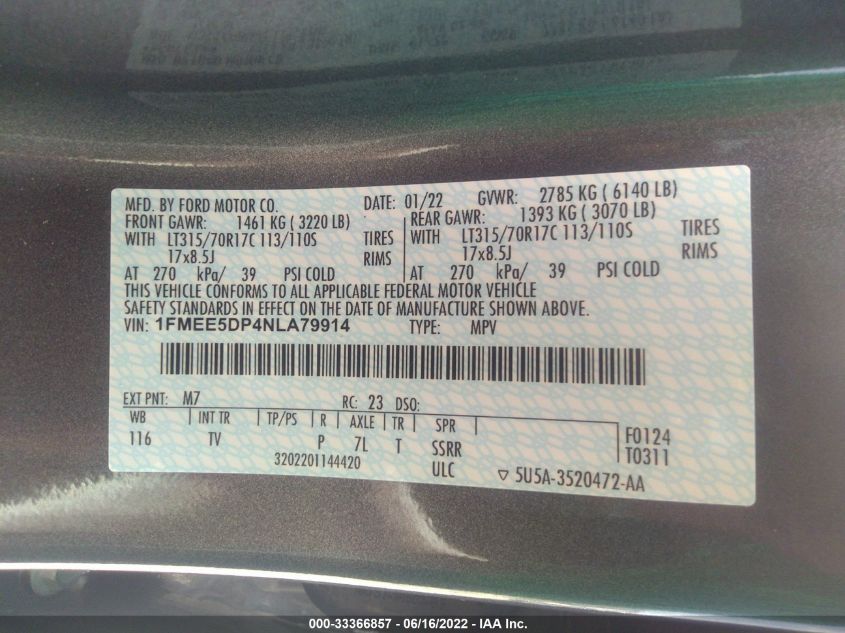 MFD. BY FORD MOTOR CO. DATE: 01/22 GVWR: 2785 KG ( 6140 LB)
FRONT GAWR: 1461 KG ( 3220 LB) REAR GAWR: 1393 KG ( 3070 LB)
WITH LT315/70R17C 113/110S TIRES WITH LT315/70R17C 113/110S TIRES
17x8.5J RIMS 17x8.5J RIMS
AT 270 kPa/ 39 PSI COLD AT 270 kPa/ 39 PSI COLD
THIS VEHICLE CONFORMS TO ALL APPLICABLE FEDERAL MOTOR VEHICLE
SAFETY STANDARDS IN EFFECT ON THE DATE OF MANUFACTURE SHOWN ABOVE.
VIN: 1FMEE5DP4NLA79914 TYPE: MPV
EXT PNT: M7 RC: 23 DSO:
WB INT TR TP/PS R AXLE TR SPR
116 TV P 7L T SSRR F0124
3202201144420 ULC T0311
5U5A-3520472-AA
000-33366857 - 06/16/2022 - IAA Inc.